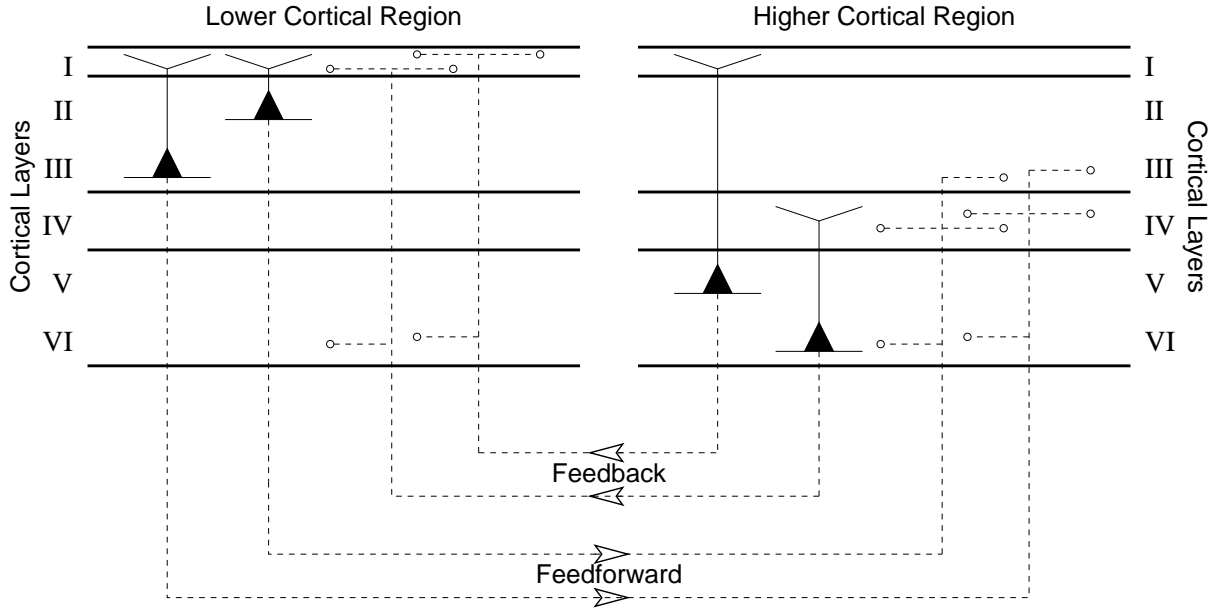 Lower Cortical Region
Higher Cortical Region
Cortical Layers
I
II
III
IV
V
VI
I
II
III
IV
V
VI
Cortical Layers
Feedback
Feedforward